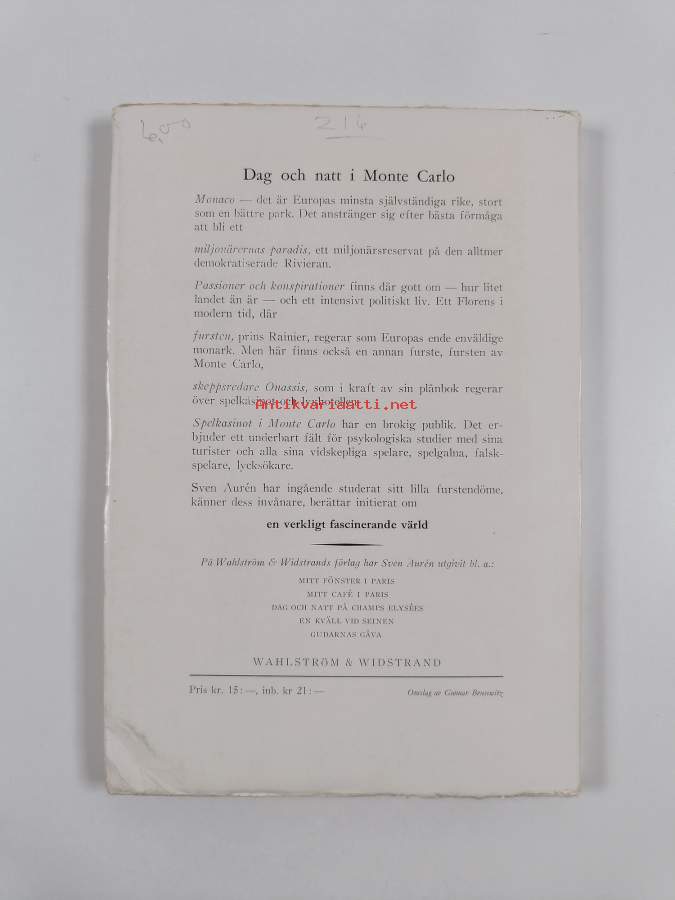 6,00
216
Dag och natt i Monte Carlo
Monaco — det är Europas minsta självständiga rike, stort
som en bättre park. Det anstränger sig efter bästa förmåga
att bli ett
miljonärernas paradis, ett miljonärsreservat på den alltmer
demokratiserade Rivieran.
Passioner och konspirationer finns där gott om — hur litet
landet än är — och ett intensivt politiskt liv. Ett Florens i
modern tid, där
fursten, prins Rainier, regerar som Europas ende enväldige
monark. Men här finns också en annan furste, fursten av
Monte Carlo,
skeppsredare Onassis, som i kraft av sin plånbok regerar
över spelkasinot och lyxhotellen.
Antikvariaatti.net
Spelkasinot i Monte Carlo har en brokig publik. Det er-
bjuder ett underbart fält för psykologiska studier med sina
turister och alla sina vidskepliga spelare, spelgalna, falsk-
spelare, lycksökare.
Sven Aurén har ingående studerat sitt lilla furstendöme,
känner dess invånare, berättar initierat om
en verkligt fascinerande värld
På Wahlström & Widstrands förlag har Sven Aurén utgivit bl. a.:
MITT FÖNSTER I PARIS
MITT CAFÉ I PARIS
DAG OCH NATT PÅ CHAMPS ELYSÉES
EN KVÄLL VID SEINEN
GUDARNAS GÅVA
WAHLSTRÖM & WIDSTRAND
Pris kr. 15:—, inb. kr 21:—
Omslag av Gunnar Brusewitz